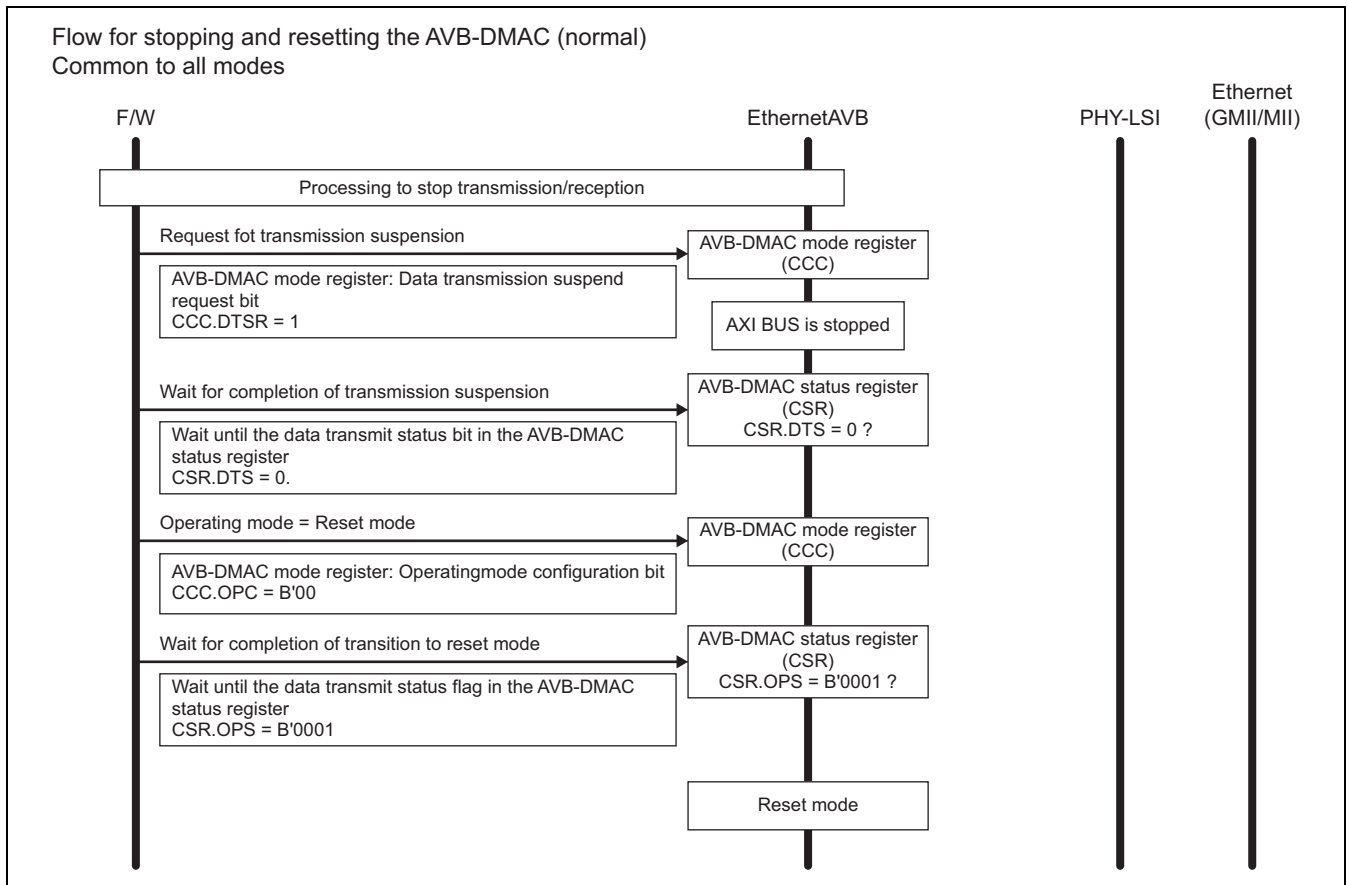 Flow for stopping and resetting the AVB-DMAC (normal)
Common to all modes
F/W
EthernetAVB
PHY-LSI
Ethernet
(GMII/MII)
Processing to stop transmission/reception
Request fot transmission suspension
AVB-DMAC mode register
(CCC)
AVB-DMAC mode register: Data transmission suspend
request bit
CCC.DTSR = 1
AXI BUS is stopped
Wait for completion of transmission suspension
AVB-DMAC status register
(CSR)
CSR.DTS = 0 ?
Wait until the data transmit status bit in the AVB-DMAC
status register
CSR.DTS = 0.
Operating mode = Reset mode
AVB-DMAC mode register
(CCC)
AVB-DMAC mode register: Operatingmode configuration bit
CCC.OPC = B'00
Wait for completion of transition to reset mode
AVB-DMAC status register
(CSR)
CSR.OPS = B'0001 ?
Wait until the data transmit status flag in the AVB-DMAC
status register
CSR.OPS = B'0001
Reset mode